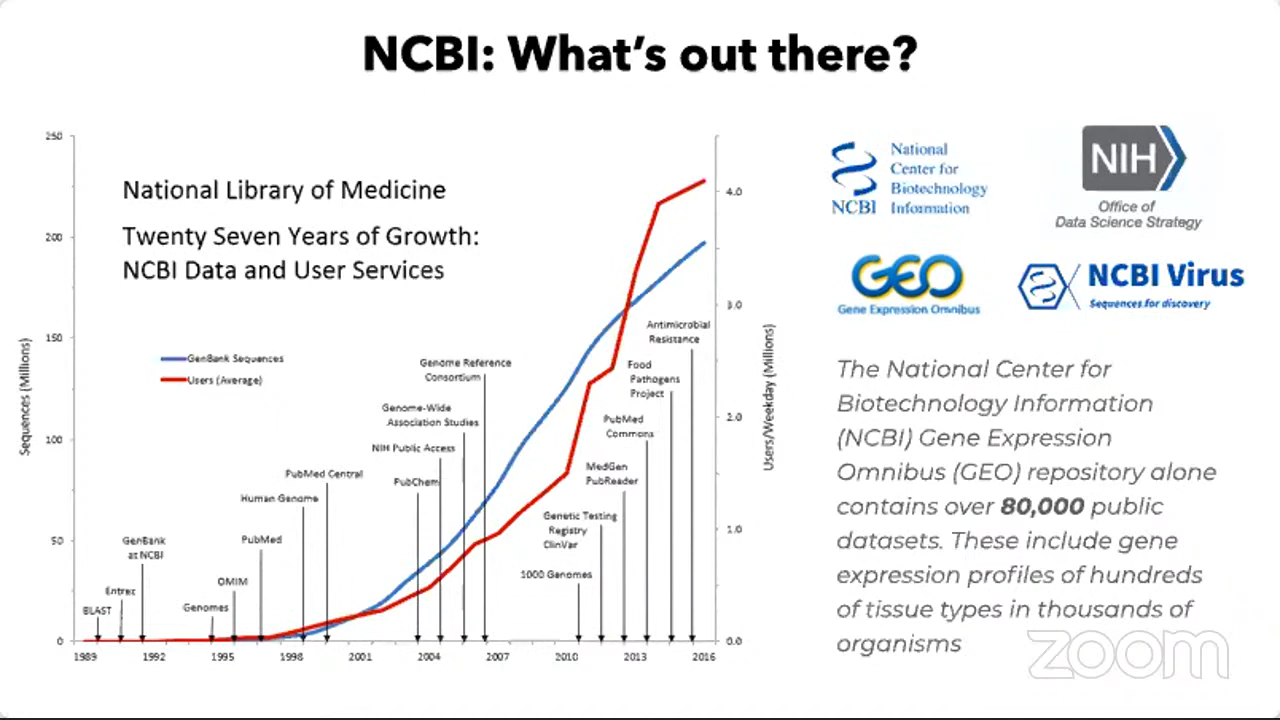 NCBI: What's out there?
National Library of Medicine
Twenty Seven Years of Growth:
NCBI Data and User Services
Sequences (Millions)
250
200
150
100
50
0
GenBank Sequences
Users (Average)
BLAST
Entrez
GenBank
at NCBI
Genomes
OMIM
PubMed
Human Genome
PubMed Central
PubChem
NIH Public Access
Genome-Wide
Association Studies
Genome Reference
Consortium
1000 Genomes
Genetic Testing
Registry
ClinVar
MedGen
PubReader
PubMed
Commons
Food
Pathogens
Project
Antimicrobial
Resistance
4.0
3.0
2.0
1.0
0.0
Users/Weekday (Millions)
1989 1992 1995 1998 2001 2004 2007 2010 2013 2016
National
Center for
Biotechnology
Information
NCBI
NIH
Office of
Data Science Strategy
GEO
Gene Expression Omnibus
NCBI Virus
Sequences for discovery
The National Center for
Biotechnology Information
(NCBI) Gene Expression
Omnibus (GEO) repository alone
contains over 80,000 public
datasets. These include gene
expression profiles of hundreds
of tissue types in thousands of
organisms
zoom